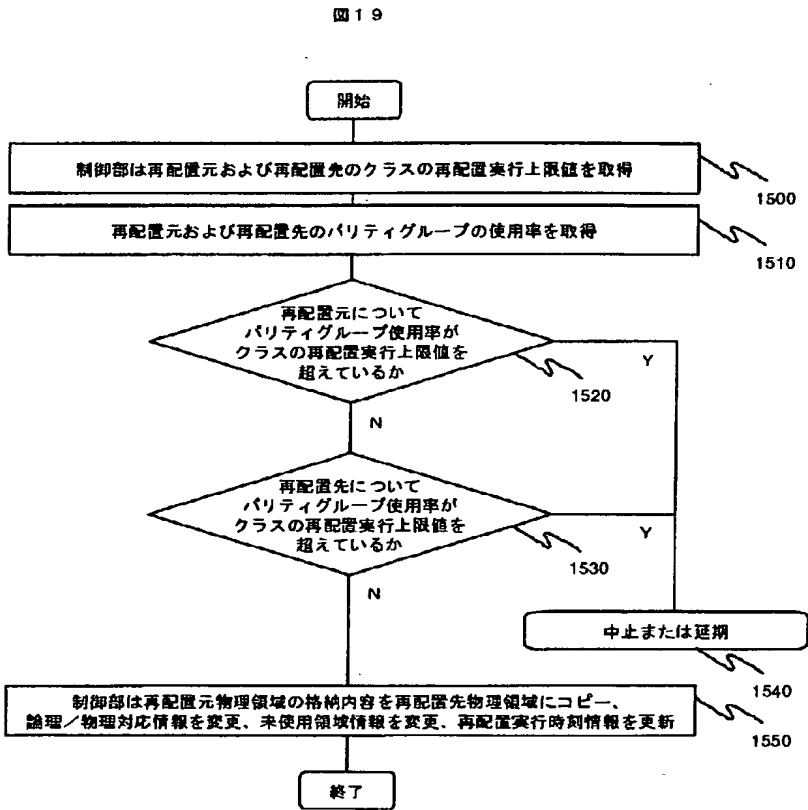 図19
開始
制御部は再配置元および再配置先のクラスの再配置実行上限値を取得
1500
再配置元および再配置先のパリティグループの使用率を取得
1510
再配置元について
パリティグループ使用率が
クラスの再配置実行上限値を
超えているか
1520
Y
N
再配置先について
パリティグループ使用率が
クラスの再配置実行上限値を
超えているか
1530
Y
N
中止または延期
1540
制御部は再配置元物理領域の格納内容を再配置先物理領域にコピー、
論理/物理対応情報を変更、未使用領域情報を変更、再配置実行時刻情報を更新
1550
終了